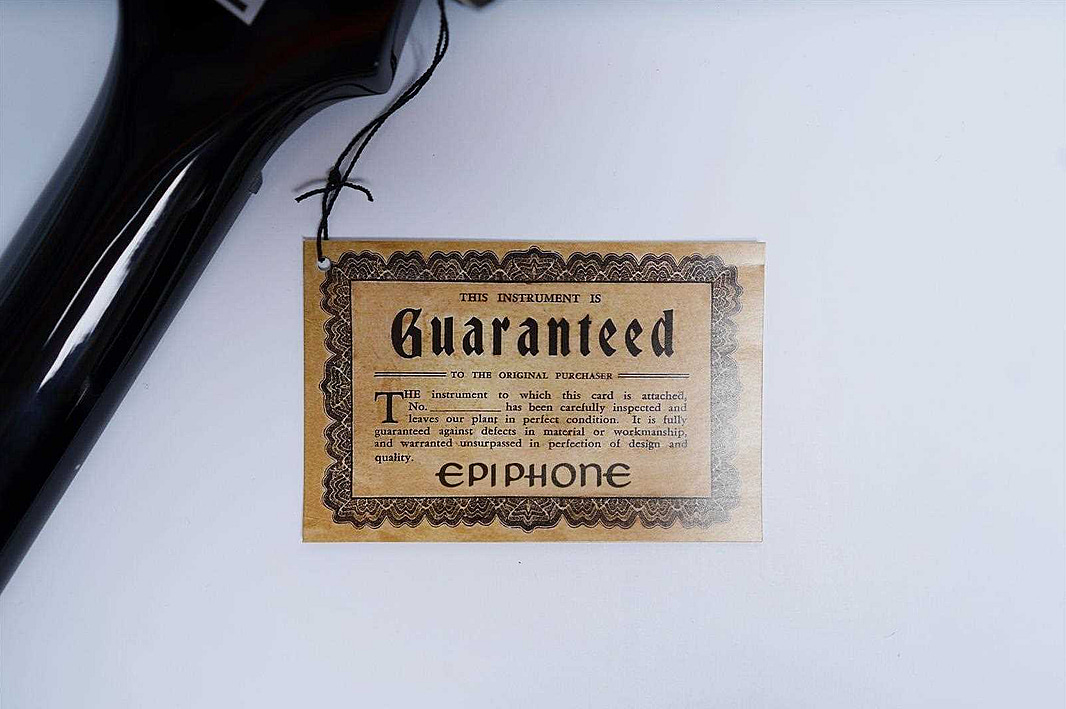 THIS INSTRUMENT IS
Guaranteed
TO THE ORIGINAL PURCHASER
THE instrument to which this card is attached,
No. __________ has been carefully inspected and
leaves our plant in perfect condition. It is fully
guaranteed against defects in material or workmanship,
and warranted unsurpassed in perfection of design and
quality.
EPIPHONE